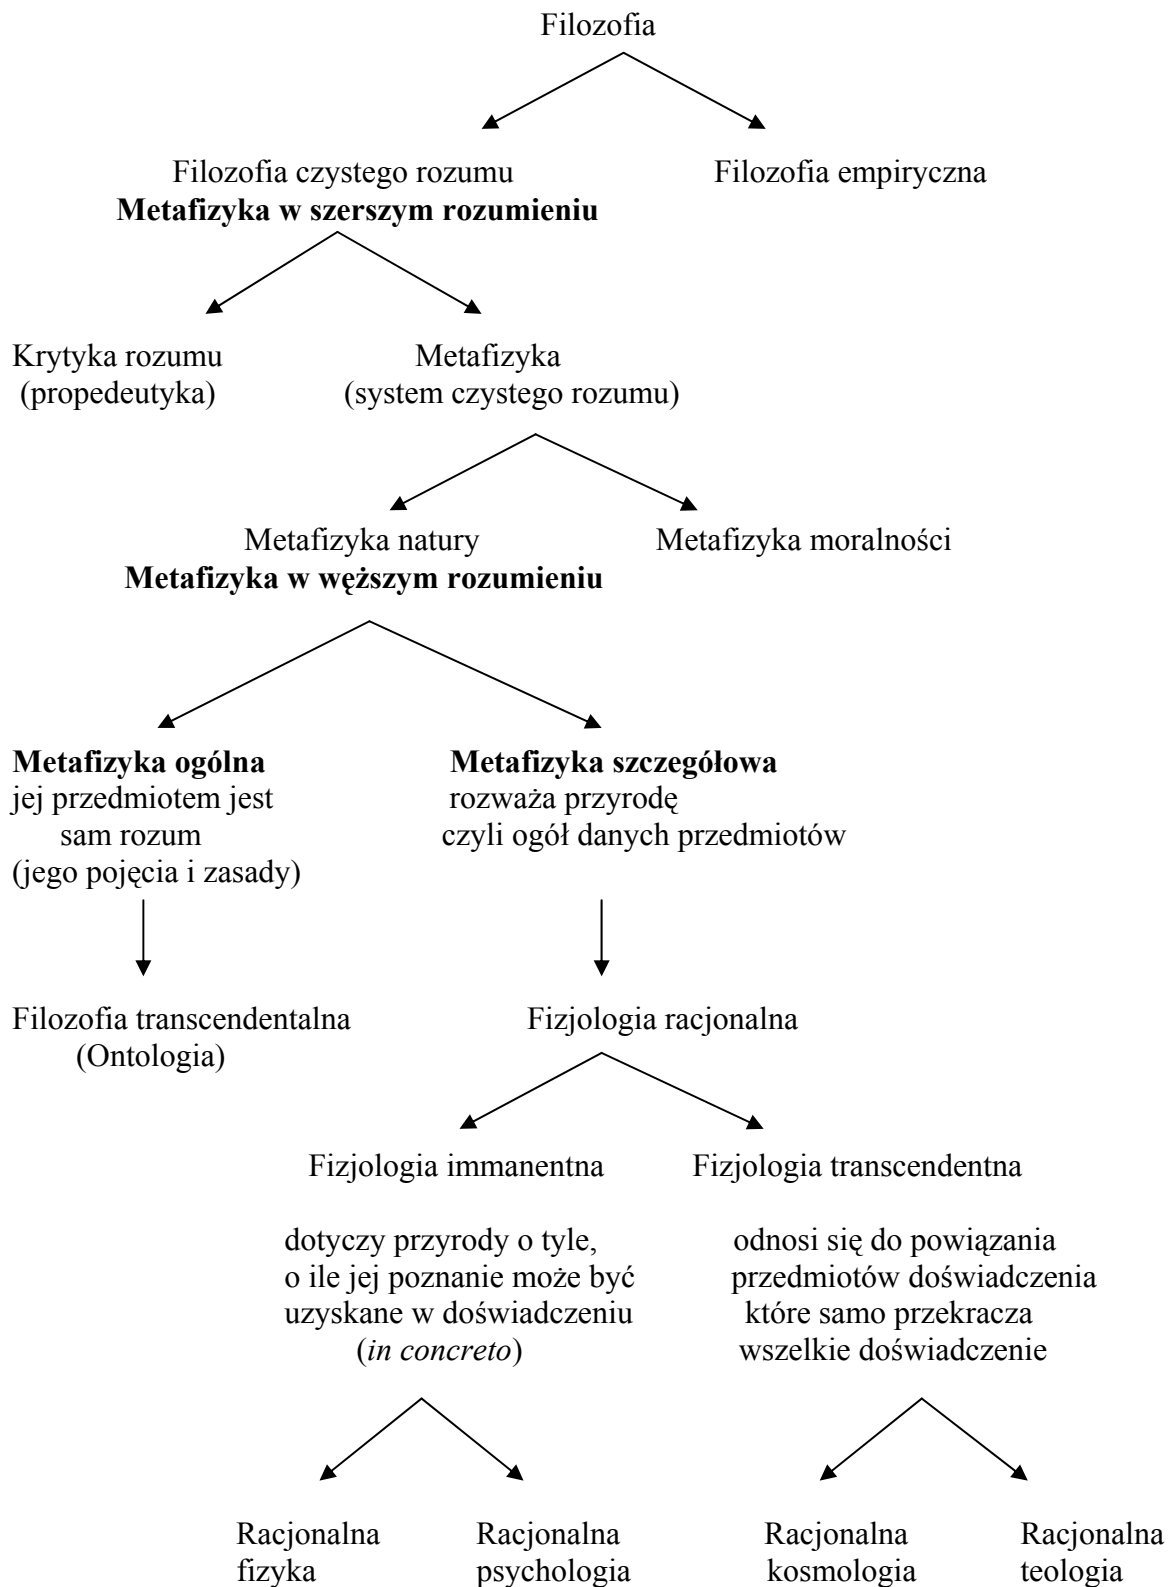 Filozofia
Filozofia czystego rozumu
Metafizyka w szerszym rozumieniu
Filozofia empiryczna
Krytyka rozumu
(propedeutyka)
Metafizyka
(system czystego rozumu)
Metafizyka natury
Metafizyka w węższym rozumieniu
Metafizyka moralności
Metafizyka ogólna
jej przedmiotem jest
sam rozum
(jego pojęcia i zasady)
Metafizyka szczegółowa
rozważa przyrodę
czyli ogół danych przedmiotów
Filozofia transcendentalna
(Ontologia)
Fizjologia racjonalna
Fizjologia immanentna
dotyczy przyrody o tyle,
o ile jej poznanie może być
uzyskane w doświadczeniu
(in concreto)
Fizjologia transcendentna
odnosi się do powiązania
przedmiotów doświadczenia
które samo przekracza
wszelkie doświadczenie
Racjonalna
fizyka
Racjonalna
psychologia
Racjonalna
kosmologia
Racjonalna
teologia